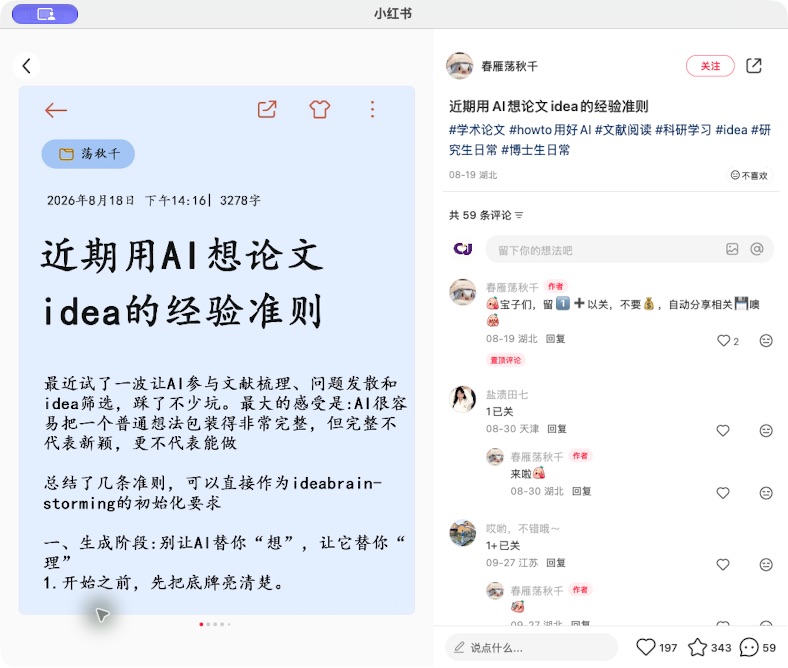 小红书
荡秋千
2026年8月18日 下午14:16| 3278字
近期用AI想论文
idea的经验准则
最近试了一波让AI参与文献梳理、问题发散和
idea筛选，踩了不少坑。最大的感受是:AI很容
易把一个普通想法包装得非常完整，但完整不
代表新颖，更不代表能做
总结了几条准则，可以直接作为ideabrain-
storming的初始化要求
一、生成阶段:别让AI替你“想”，让它替你“
理”
1.开始之前，先把底牌亮清楚。
春雁荡秋千
关注
近期用AI想论文idea的经验准则
#学术论文 #howto用好AI #文献阅读 #科研学习 #idea #研
究生日常 #博士生日常
08-19 湖北
不喜欢
共 59 条评论
CJ
留下你的想法吧
春雁荡秋千 作者
宝子们，留1️⃣➕以关，不要💰，自动分享相关💾噢
08-19 湖北 回复
2
置顶评论
盐渍田七
1已关
08-30 天津 回复
春雁荡秋千 作者
来啦
08-30 湖北 回复
哎哟，不错哦～
1+已关
09-27 江苏 回复
春雁荡秋千 作者
09-27 湖北 回复
说点什么...
197
343
59